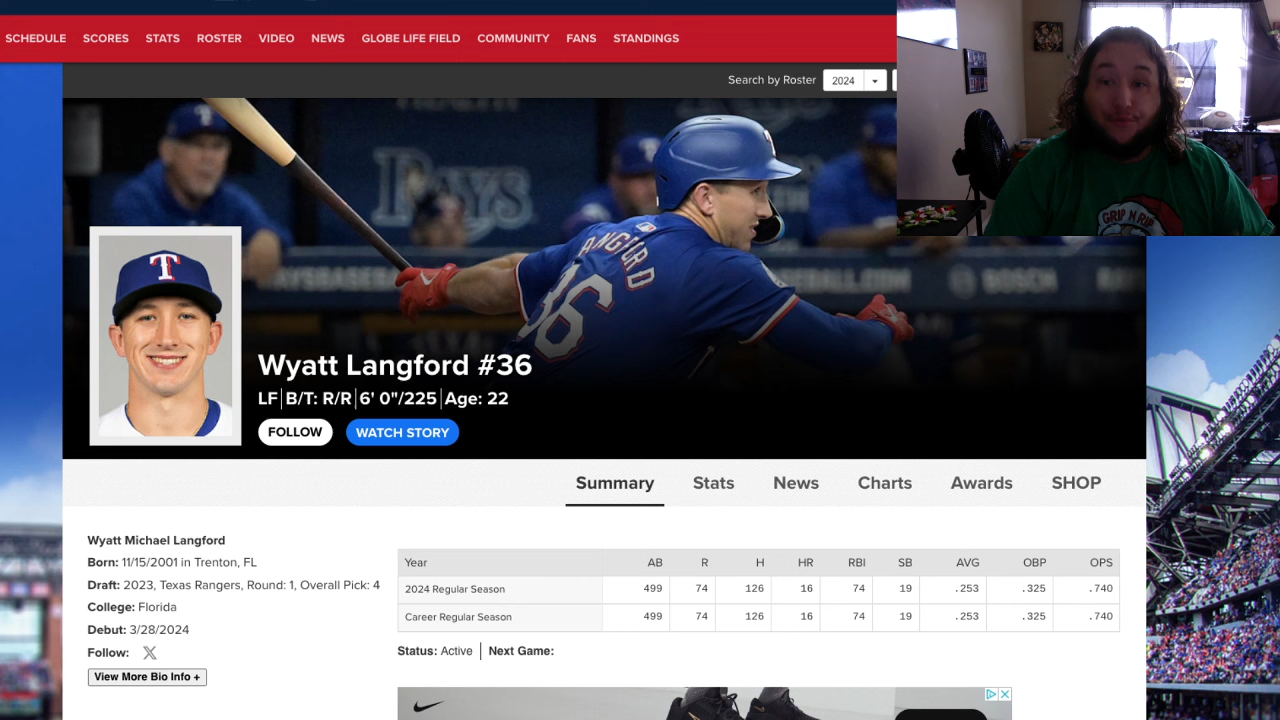 SCHEDULE SCORES STATS ROSTER VIDEO NEWS GLOBE LIFE FIELD COMMUNITY FANS STANDINGS
Search by Roster 2024
Rays
GRIP N RIP
T
LANGFORD
36
BOSCH
T
Wyatt Langford #36
LF | B/T: R/R | 6' 0"/225 | Age: 22
FOLLOW WATCH STORY
Summary Stats News Charts Awards SHOP
Wyatt Michael Langford
Born: 11/15/2001 in Trenton, FL
Draft: 2023, Texas Rangers, Round: 1, Overall Pick: 4
College: Florida
Debut: 3/28/2024
Follow: X
View More Bio Info +
Year AB R H HR RBI SB AVG OBP OPS
2024 Regular Season 499 74 126 16 74 19 .253 .325 .740
Career Regular Season 499 74 126 16 74 19 .253 .325 .740
Status: Active | Next Game: